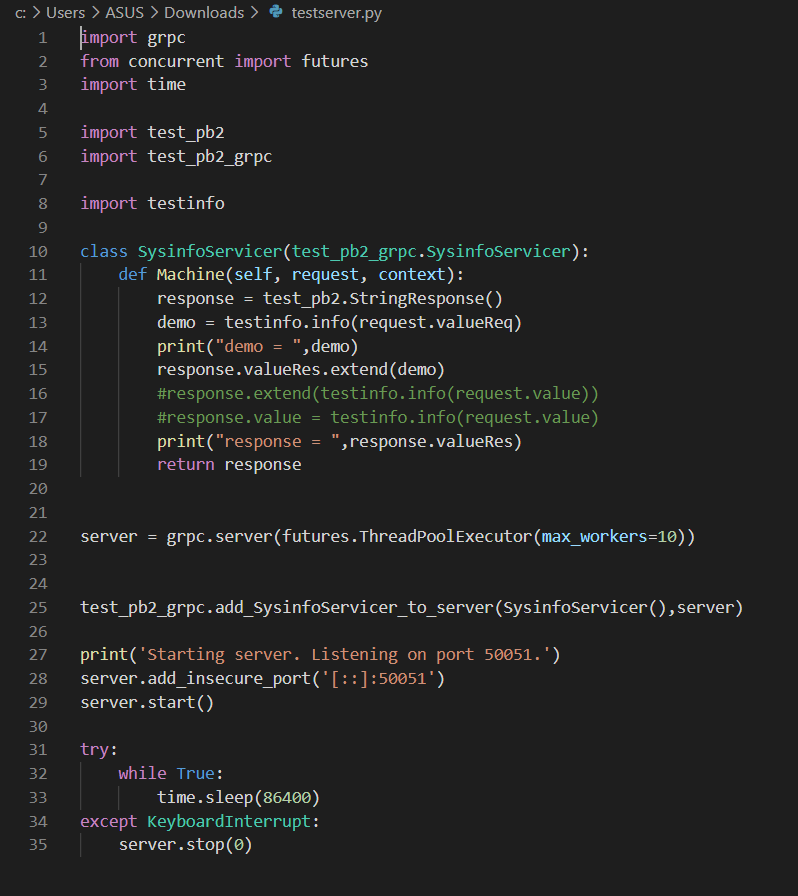 c: > Users > ASUS > Downloads > testserver.py
1 import grpc
2 from concurrent import futures
3 import time
4
5 import test_pb2
6 import test_pb2_grpc
7
8 import testinfo
9
10 class SysinfoServicer(test_pb2_grpc.SysinfoServicer):
11     def Machine(self, request, context):
12         response = test_pb2.StringResponse()
13         demo = testinfo.info(request.valueReq)
14         print("demo = ",demo)
15         response.valueRes.extend(demo)
16         #response.extend(testinfo.info(request.value))
17         #response.value = testinfo.info(request.value)
18         print("response = ",response.valueRes)
19         return response
20
21
22 server = grpc.server(futures.ThreadPoolExecutor(max_workers=10))
23
24
25 test_pb2_grpc.add_SysinfoServicer_to_server(SysinfoServicer(),server)
26
27 print('Starting server. Listening on port 50051.')
28 server.add_insecure_port('[::]:50051')
29 server.start()
30
31 try:
32     while True:
33         time.sleep(86400)
34 except KeyboardInterrupt:
35     server.stop(0)